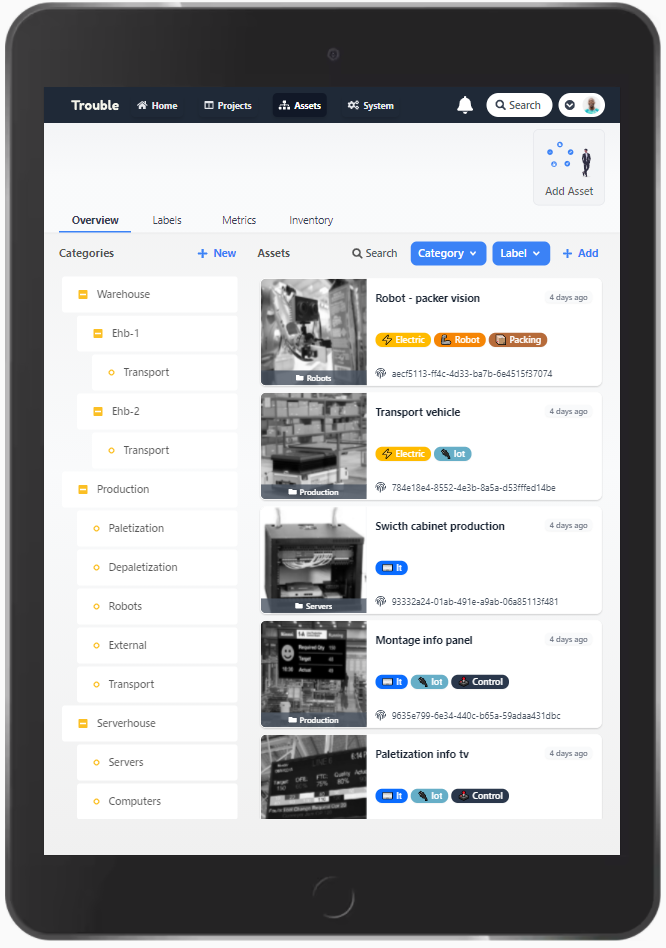 Trouble Home Projects Assets System Search
Add Asset
Overview Labels Metrics Inventory
Categories + New
Assets Search Category Label + Add
Warehouse
Ehb-1
Transport
Ehb-2
Transport
Production
Paletization
Depaletization
Robots
External
Transport
Serverhouse
Servers
Computers
Robot - packer vision 4 days ago
Electric Robot Packing
Robots
aecf5113-ff4c-4d33-ba7b-6e4515f37074
Transport vehicle 4 days ago
Electric Iot
Production
784e18e4-8552-4e3b-8a5a-d53fffed14be
Swicth cabinet production 4 days ago
It
Servers
93332a24-01ab-491e-a9ab-06a85113f481
Montage info panel 4 days ago
It Iot Control
Required Qty
Target
Actual
Production
9635e799-6e34-440c-b65a-59adaa431dbc
Paletization info tv 4 days ago
It Iot Control